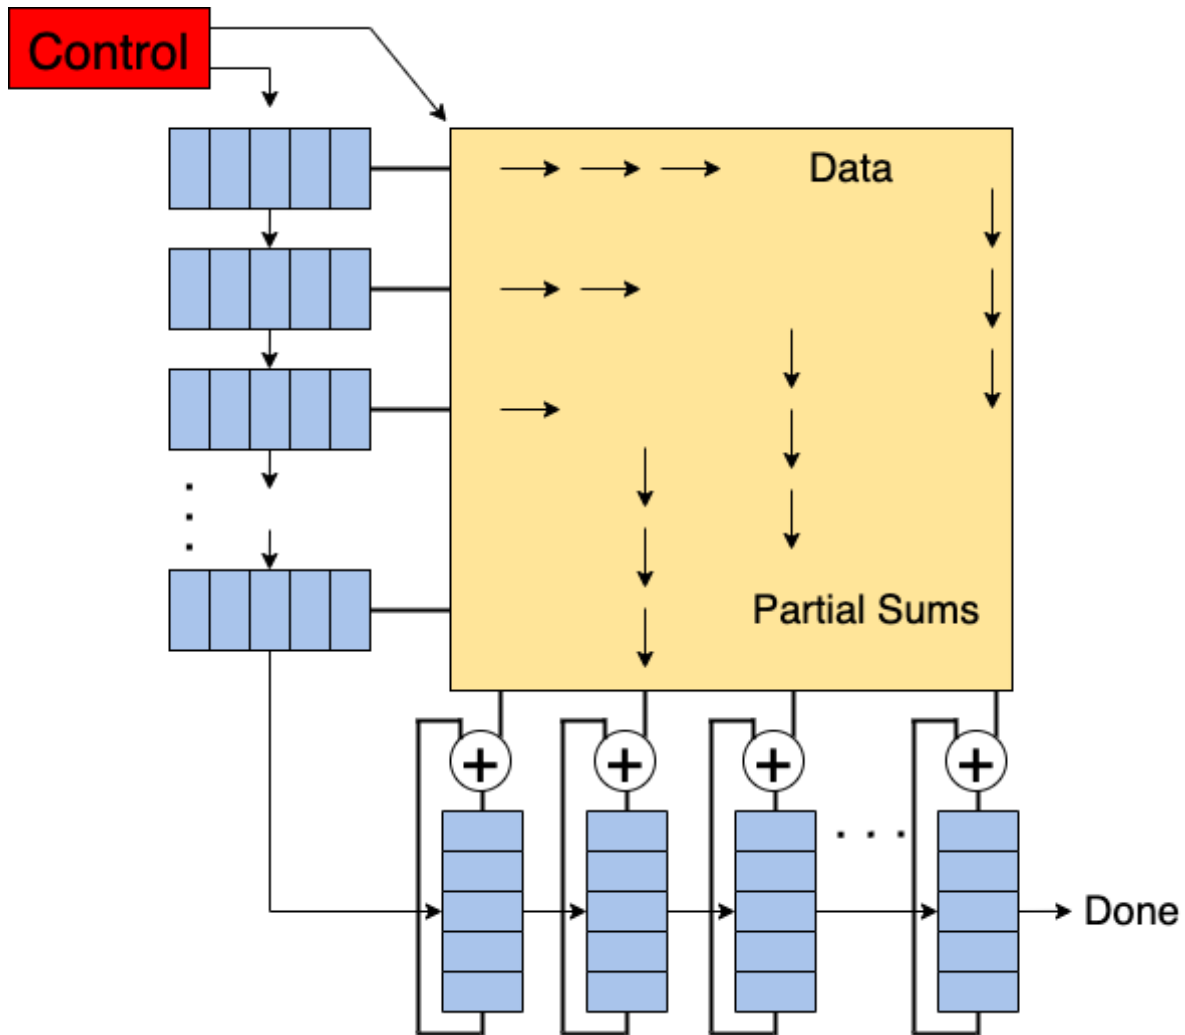 Control
Data
Partial Sums
+
+
+
+
. . .
Done